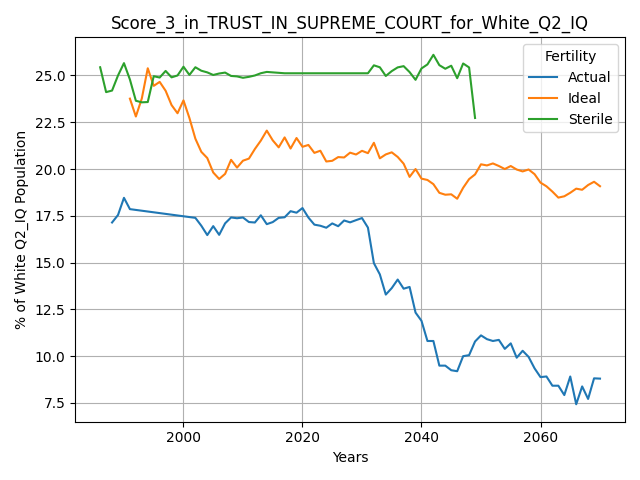 Score_3_in_TRUST_IN_SUPREME_COURT_for_White_Q2_IQ
Fertility
Actual
Ideal
Sterile
% of White Q2_IQ Population
25.0
22.5
20.0
17.5
15.0
12.5
10.0
7.5
2000
2020
2040
2060
Years